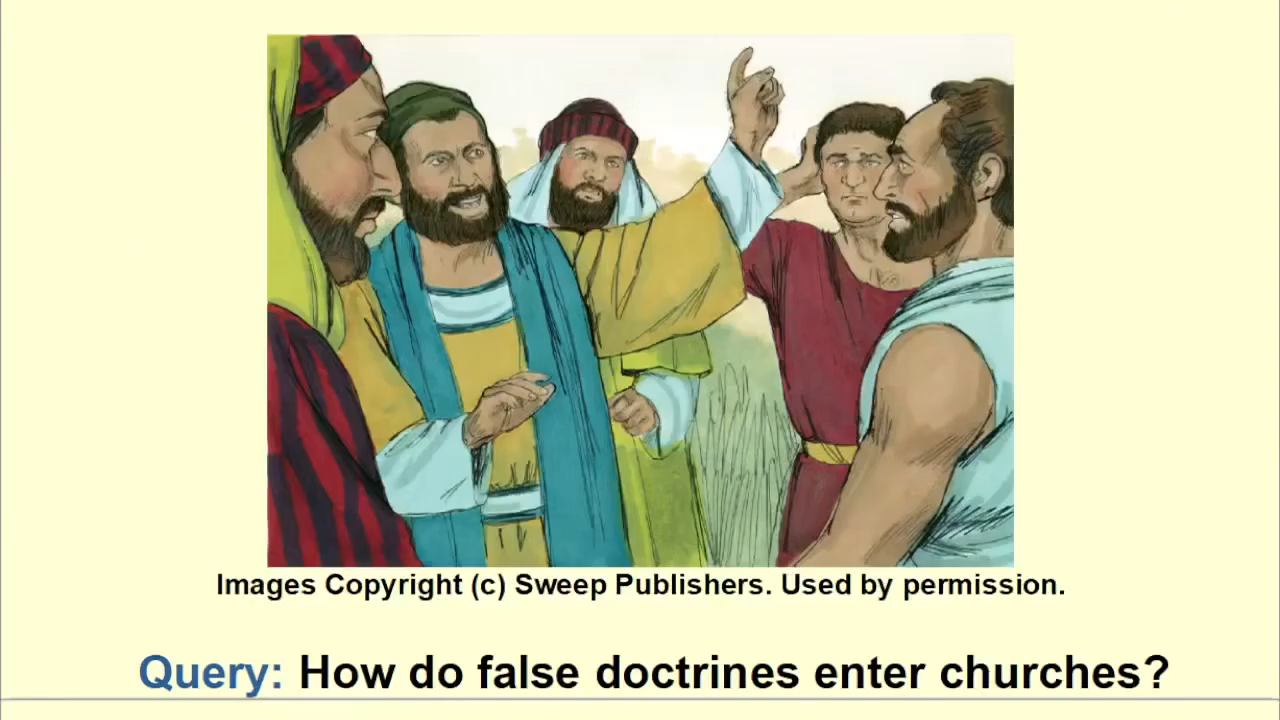 Images Copyright (c) Sweep Publishers. Used by permission.
Query: How do false doctrines enter churches?